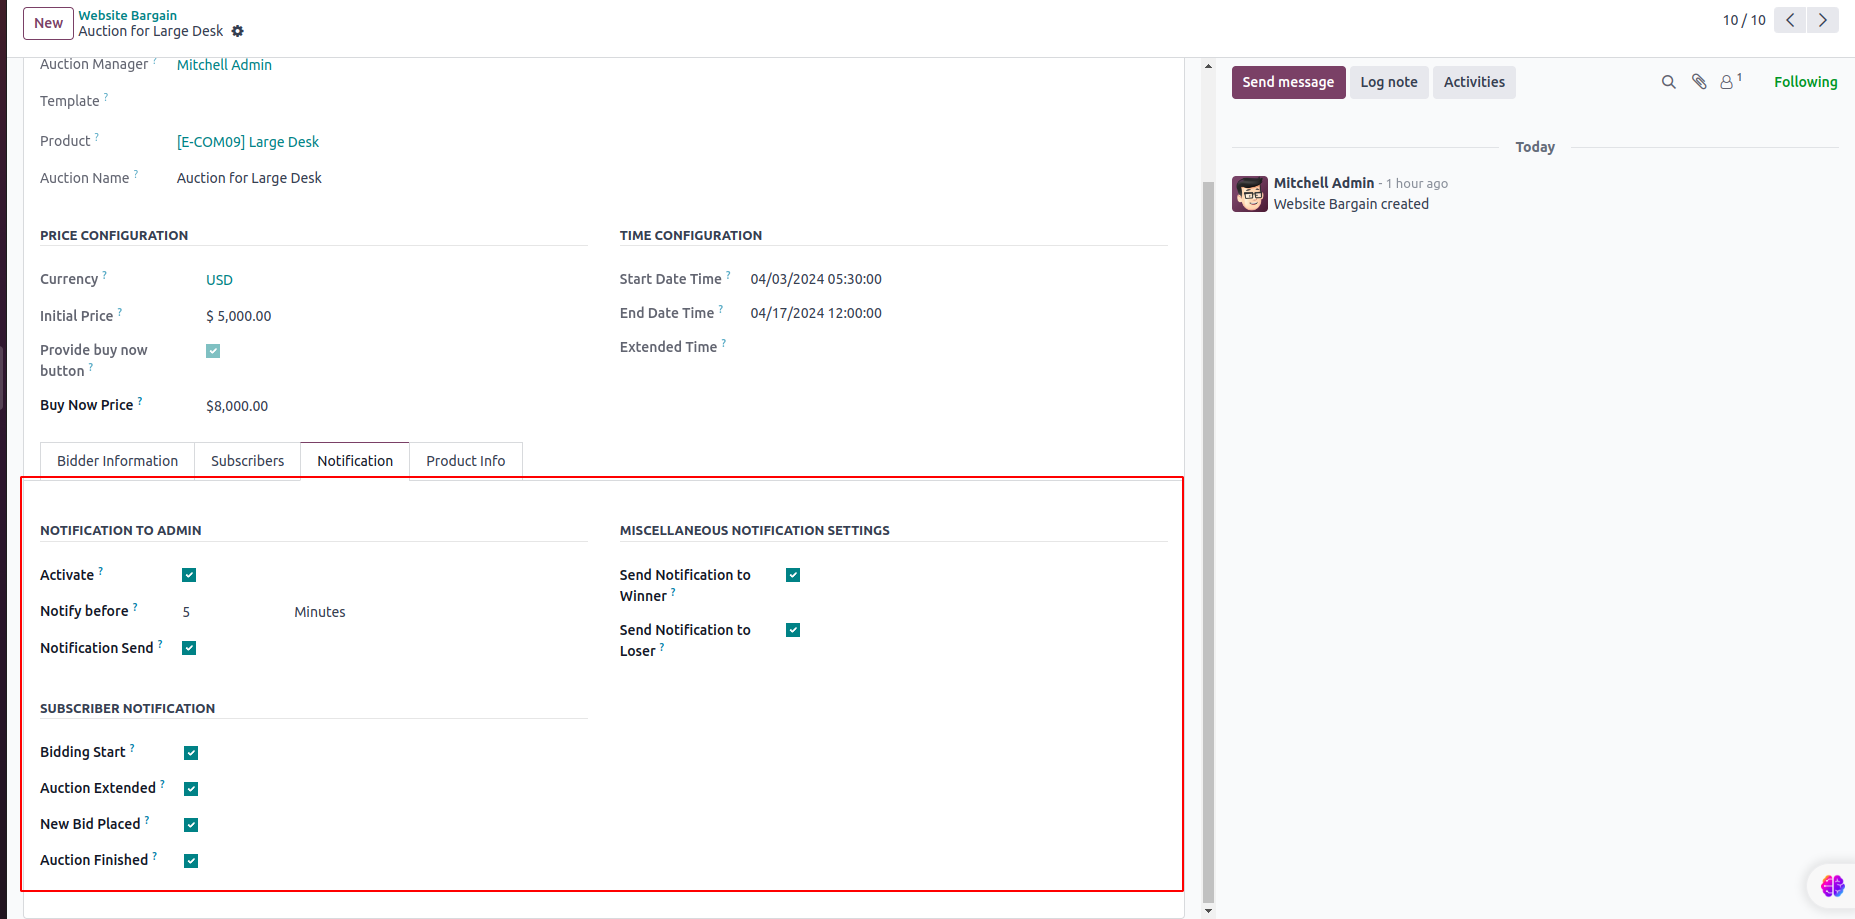 New
Website Bargain
Auction for Large Desk
10 / 10
Auction Manager ?
Mitchell Admin
Template ?
Product ?
[E-COM09] Large Desk
Auction Name ?
Auction for Large Desk
PRICE CONFIGURATION
Currency ?
USD
Initial Price ?
$ 5,000.00
Provide buy now
button ?
Buy Now Price ?
$8,000.00
TIME CONFIGURATION
Start Date Time ?
04/03/2024 05:30:00
End Date Time ?
04/17/2024 12:00:00
Extended Time ?
Bidder Information
Subscribers
Notification
Product Info
NOTIFICATION TO ADMIN
Activate ?
Notify before ?
5
Minutes
Notification Send ?
SUBSCRIBER NOTIFICATION
Bidding Start ?
Auction Extended ?
New Bid Placed ?
Auction Finished ?
MISCELLANEOUS NOTIFICATION SETTINGS
Send Notification to
Winner ?
Send Notification to
Loser ?
Send message
Log note
Activities
1
Following
Today
Mitchell Admin - 1 hour ago
Website Bargain created